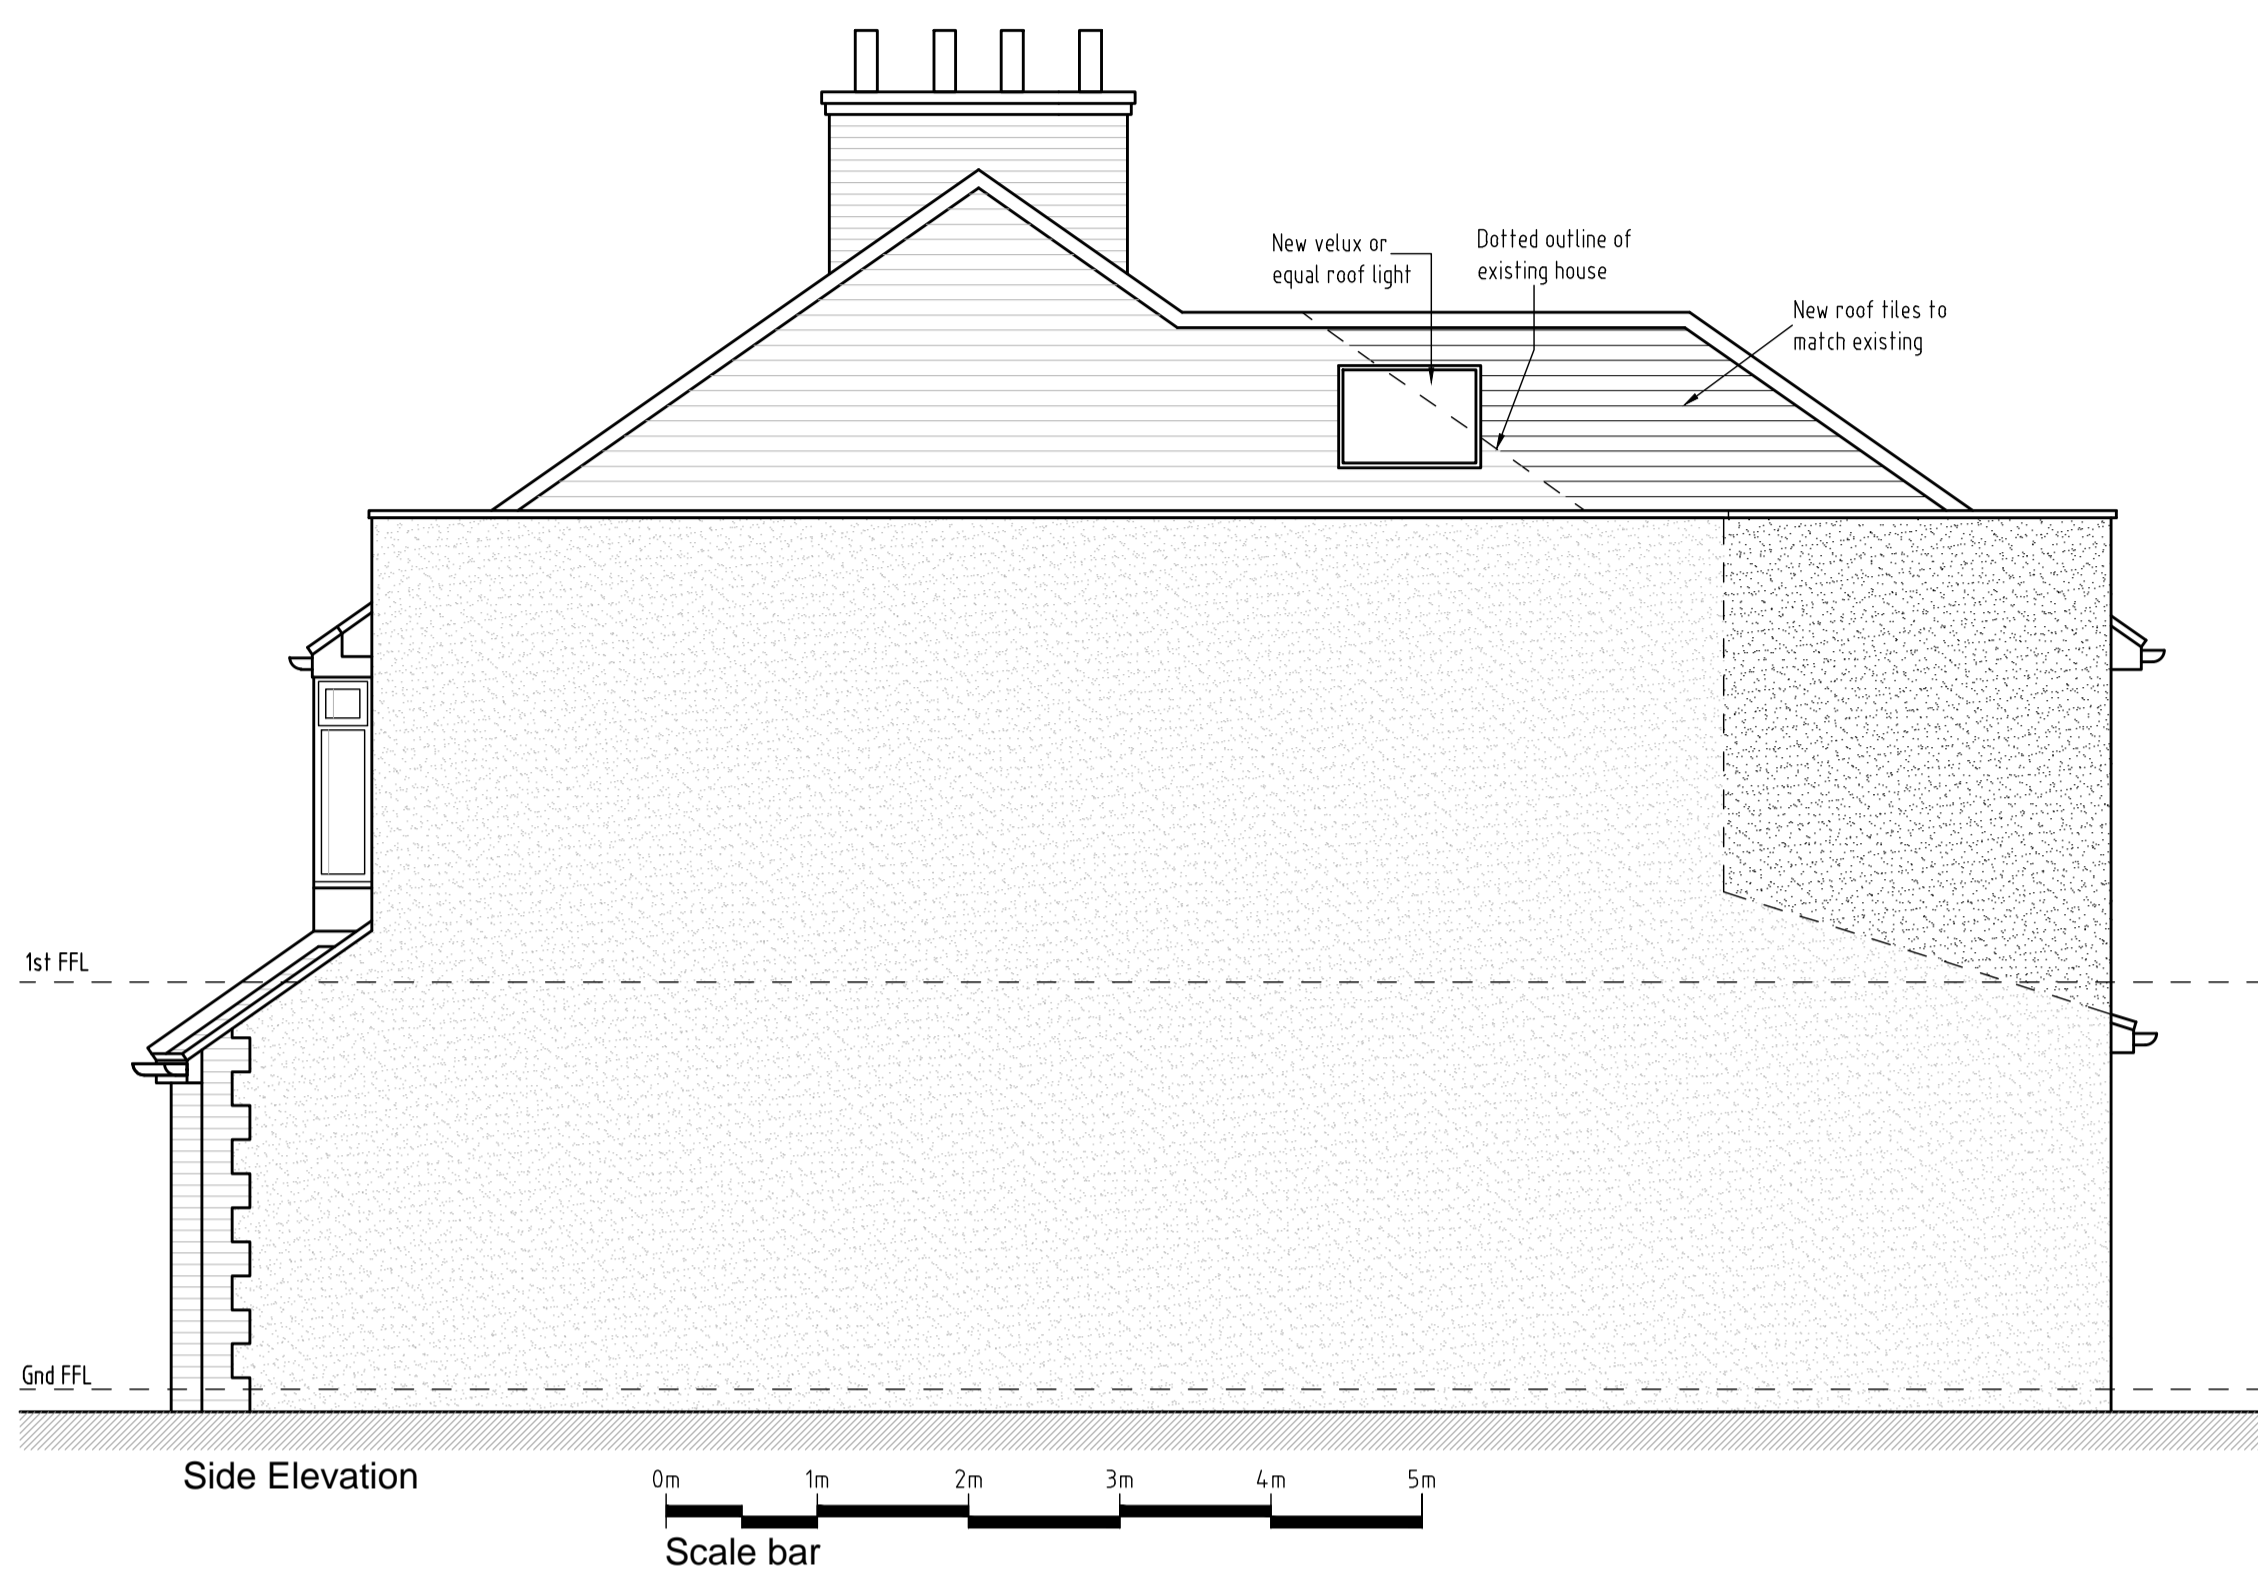 New velux or
equal roof light
Dotted outline of
existing house
New roof tiles to
match existing
1st FFL
Gnd FFL
Side Elevation
0m 1m 2m 3m 4m 5m
Scale bar